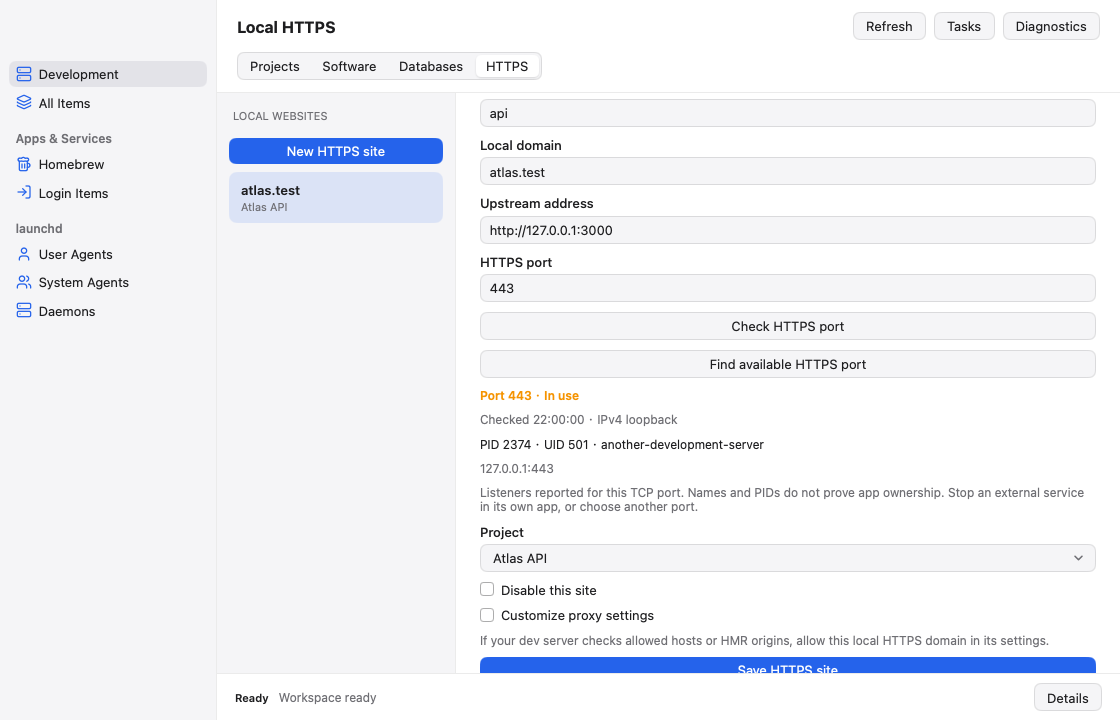 Local HTTPS
Refresh
Tasks
Diagnostics
Projects
Software
Databases
HTTPS
Development
All Items
Apps & Services
Homebrew
Login Items
launchd
User Agents
System Agents
Daemons
LOCAL WEBSITES
New HTTPS site
atlas.test
Atlas API
api
Local domain
atlas.test
Upstream address
http://127.0.0.1:3000
HTTPS port
443
Check HTTPS port
Find available HTTPS port
Port 443 · In use
Checked 22:00:00 · IPv4 loopback
PID 2374 · UID 501 · another-development-server
127.0.0.1:443
Listeners reported for this TCP port. Names and PIDs do not prove app ownership. Stop an external service
in its own app, or choose another port.
Project
Atlas API
Disable this site
Customize proxy settings
If your dev server checks allowed hosts or HMR origins, allow this local HTTPS domain in its settings.
Save HTTPS site
Ready
Workspace ready
Details